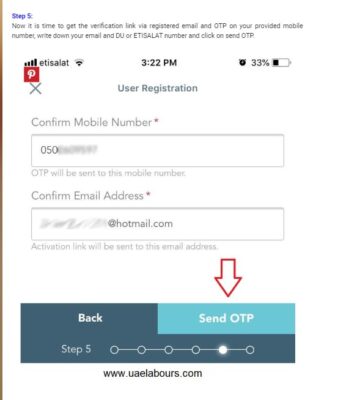 Step 5:
Now it is time to get the verification link via registered email and OTP on your provided mobile
number, write down your email and DU or ETISALAT number and click on send OTP.
etisalat 3:22 PM 33%
User Registration
Confirm Mobile Number *
050
OTP will be sent to this mobile number.
Confirm Email Address *
@hotmail.com
Activation link will be sent to this email address.
Back Send OTP
Step 5
www.uaelabours.com